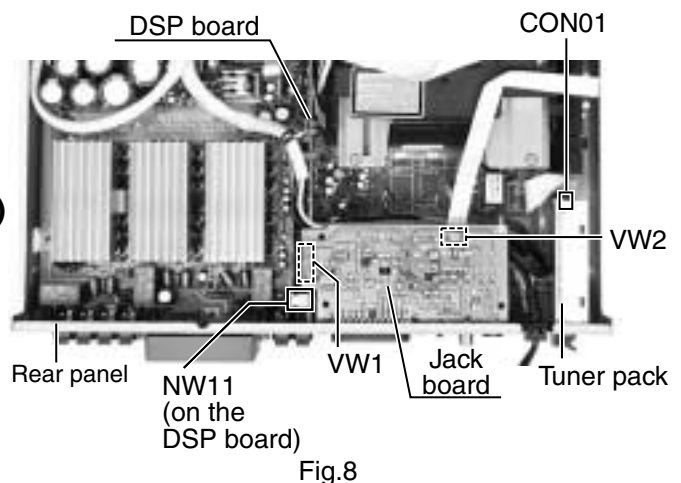 DSP board
CON01
VW2
VW1
Jack
board
Tuner pack
Rear panel
NW11
(on the
DSP board)
Fig.8